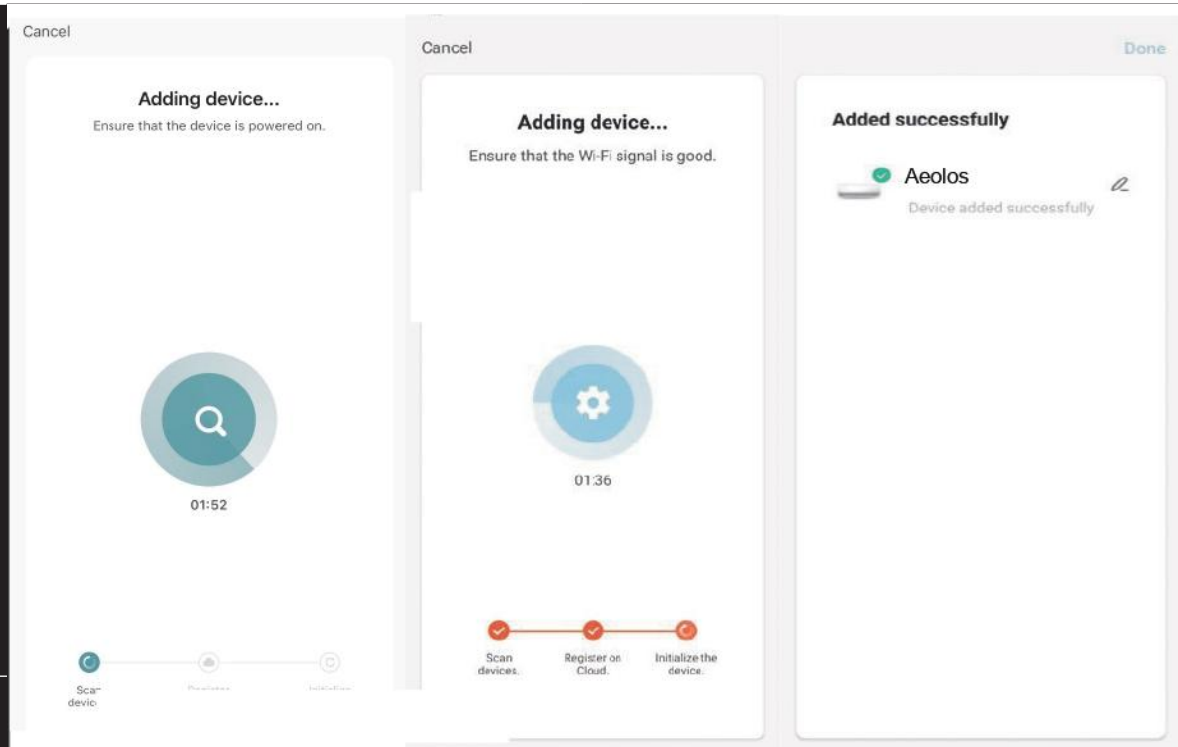 Cancel
Adding device...
Ensure that the device is powered on.
01:52
Cancel
Adding device...
Ensure that the Wi-Fi signal is good.
01:36
Scan
devices.
Register on
Cloud.
Initialize the
device.
Done
Added successfully
Aeolos
Device added successfully